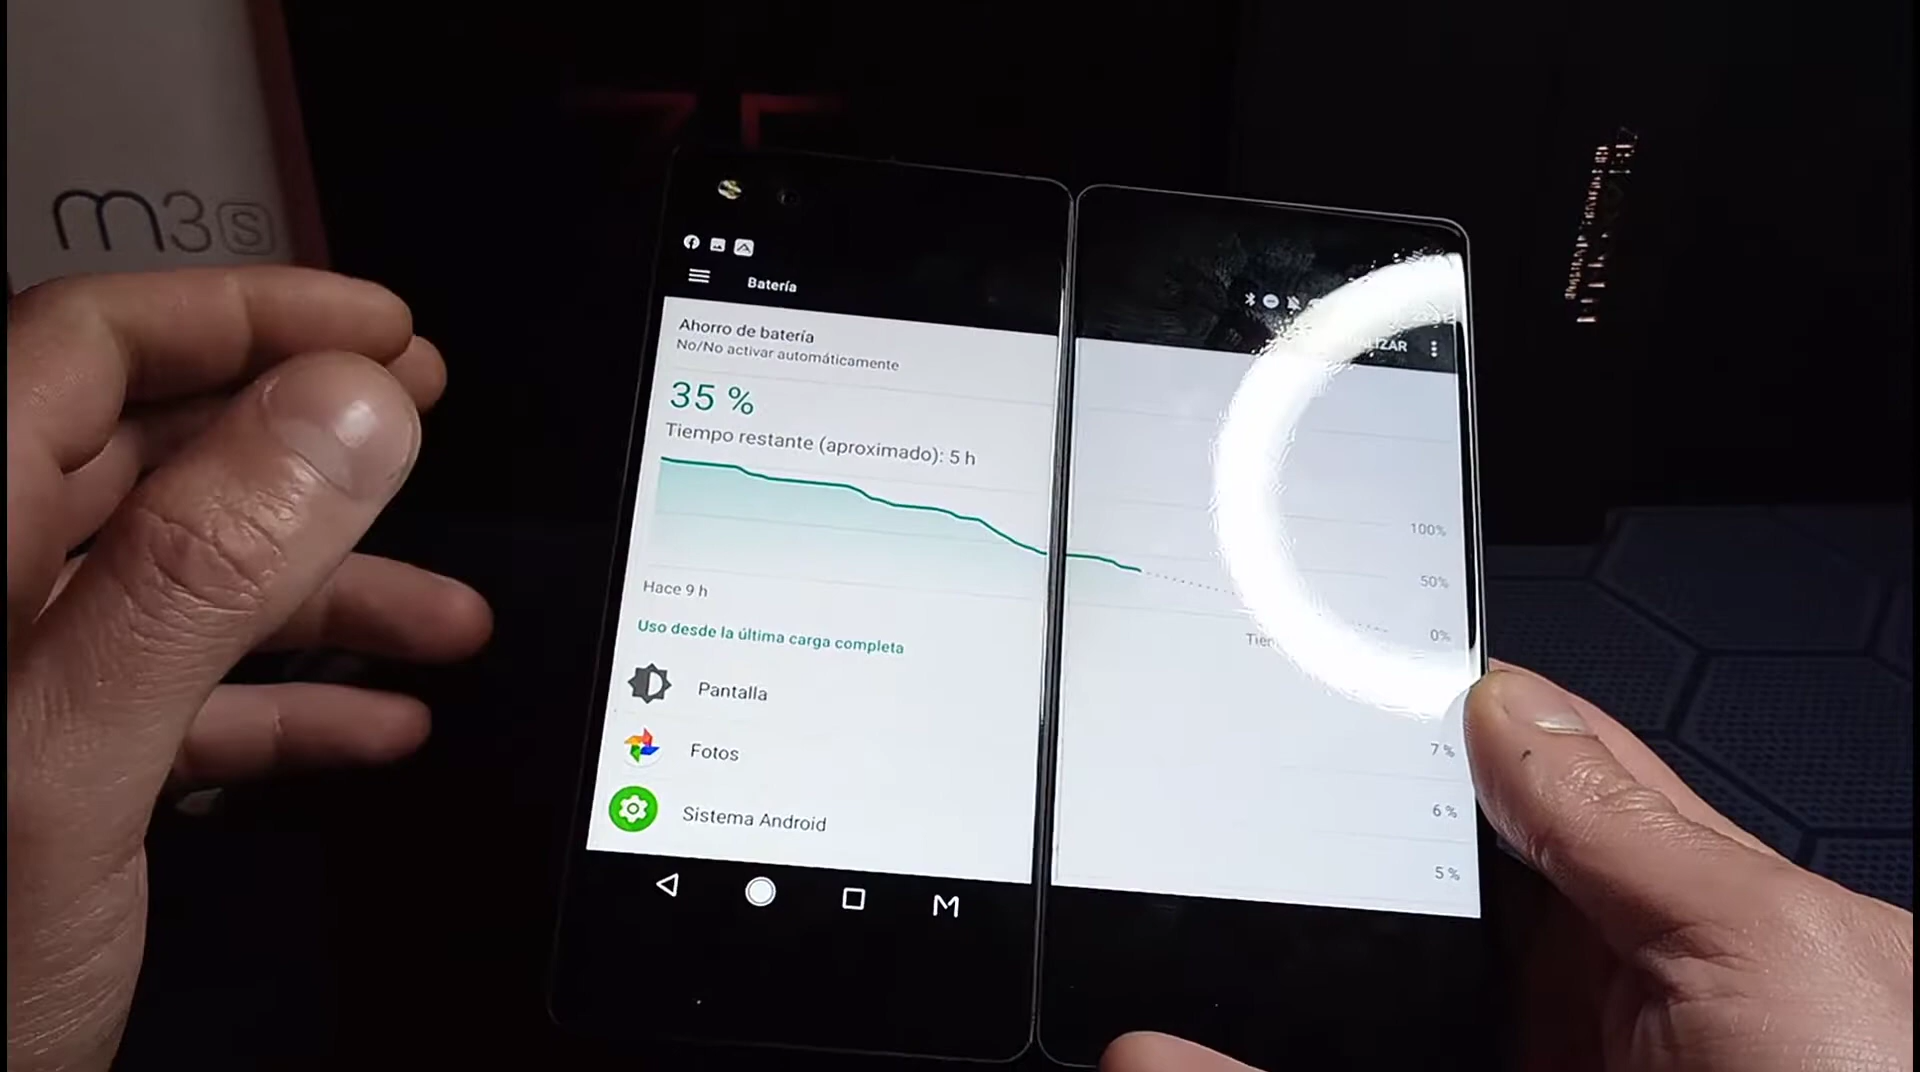 m3s
Batería
Ahorro de batería
No/No activar automáticamente
35 %
Tiempo restante (aproximado): 5 h
100%
50%
0%
Hace 9 h
Uso desde la última carga completa
Pantalla
7 %
Fotos
6 %
Sistema Android
5 %
M